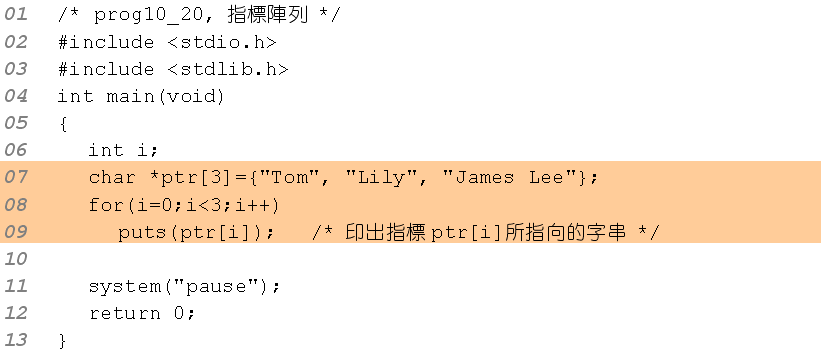 01 /* prog10_20, 指標陣列 */
02 #include <stdio.h>
03 #include <stdlib.h>
04 int main(void)
05 {
06 int i;
07 char *ptr[3]={"Tom", "Lily", "James Lee"};
08 for(i=0;i<3;i++)
09 puts(ptr[i]); /* 印出指標ptr[i]所指向的字串 */
10
11 system("pause");
12 return 0;
13 }